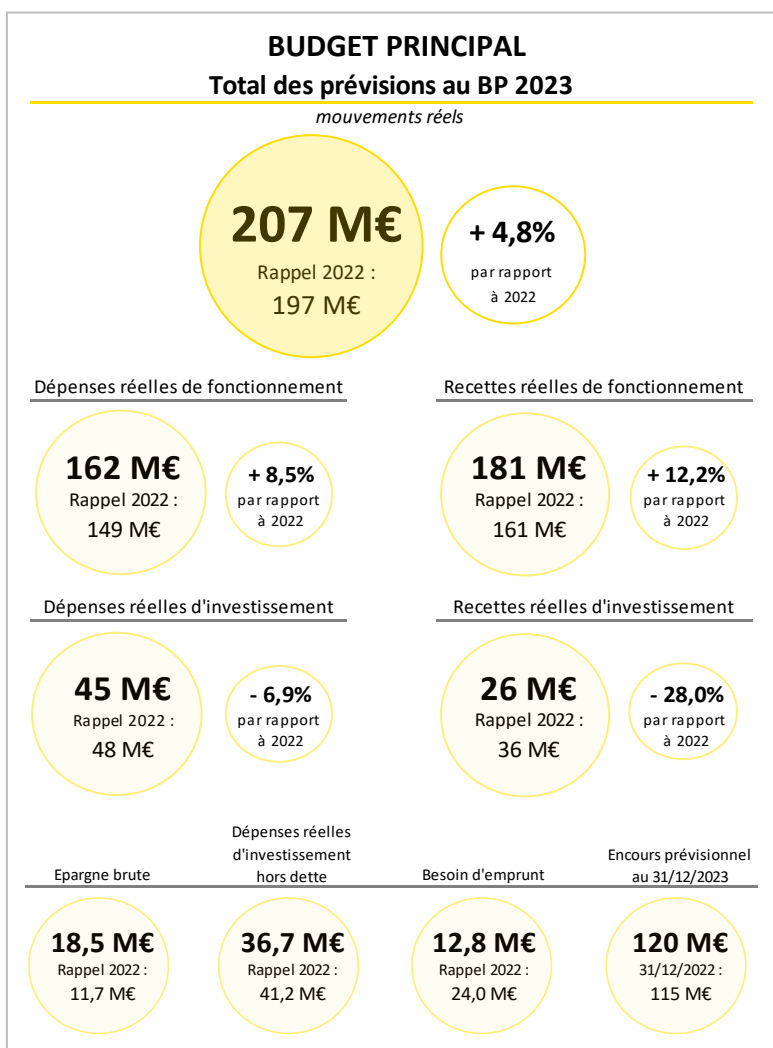 BUDGET PRINCIPAL
Total des prévisions au BP 2023
mouvements réels
207 M€
Rappel 2022 :
197 M€
+ 4,8%
par rapport
à 2022
Dépenses réelles de fonctionnement
162 M€
Rappel 2022 :
149 M€
+ 8,5%
par rapport
à 2022
Recettes réelles de fonctionnement
181 M€
Rappel 2022 :
161 M€
+ 12,2%
par rapport
à 2022
Dépenses réelles d'investissement
45 M€
Rappel 2022 :
48 M€
- 6,9%
par rapport
à 2022
Recettes réelles d'investissement
26 M€
Rappel 2022 :
36 M€
- 28,0%
par rapport
à 2022
Epargne brute
18,5 M€
Rappel 2022 :
11,7 M€
Dépenses réelles
d'investissement
hors dette
36,7 M€
Rappel 2022 :
41,2 M€
Besoin d'emprunt
12,8 M€
Rappel 2022 :
24,0 M€
Encours prévisionnel
au 31/12/2023
120 M€
31/12/2022 :
115 M€